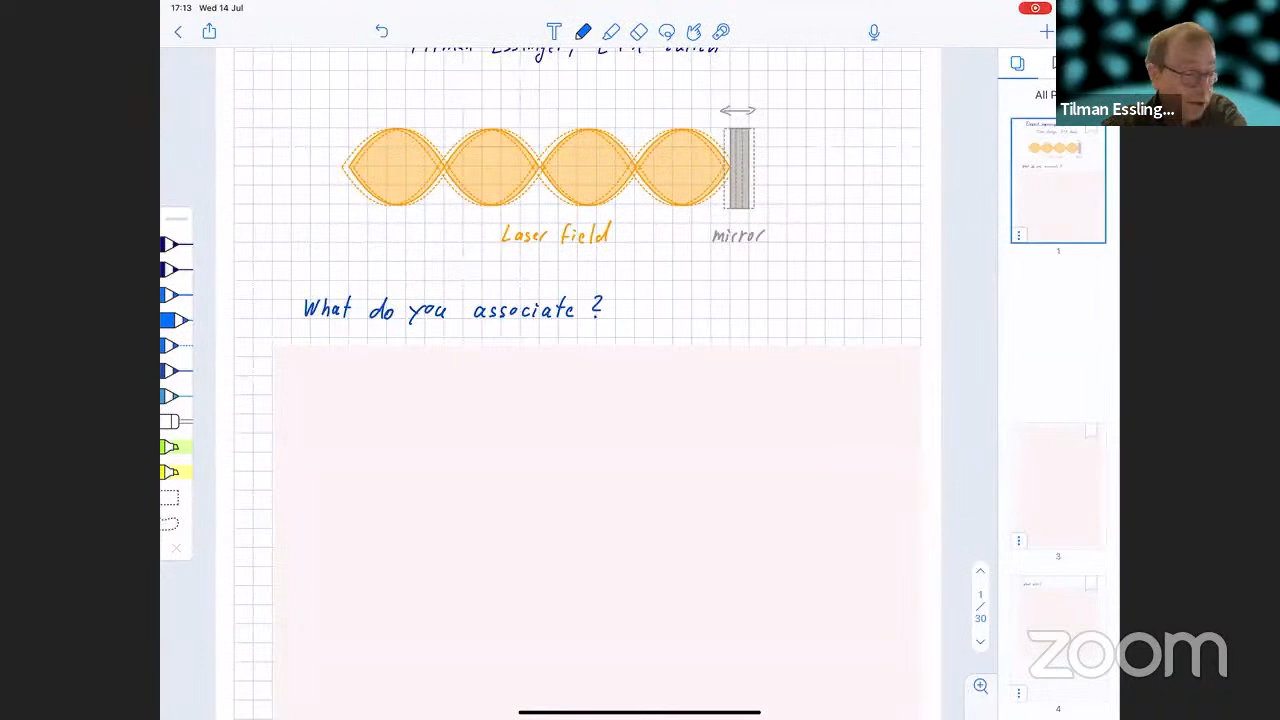 17:13 Wed 14 Jul
All
Tilman Essling...
Laser field
mirror
What do you associate ?
1
3
4
1
/
30
zoom